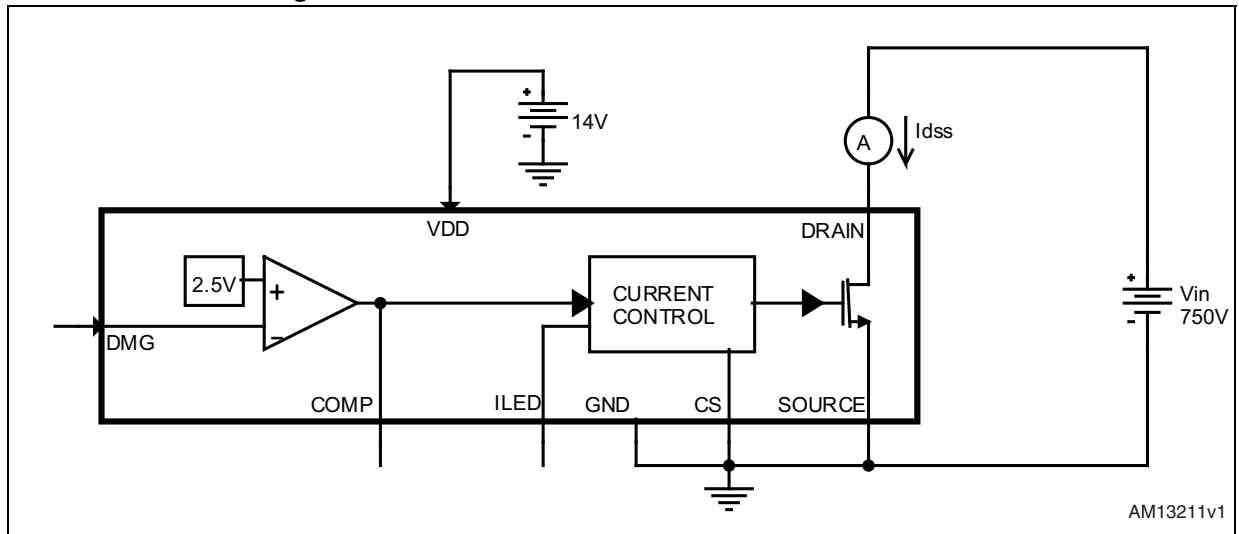 +
14V
-
A
Idss
VDD
DRAIN
2.5V
+
-
CURRENT
CONTROL
+
Vin
750V
-
DMG
COMP
ILED
GND
CS
SOURCE
AM13211v1